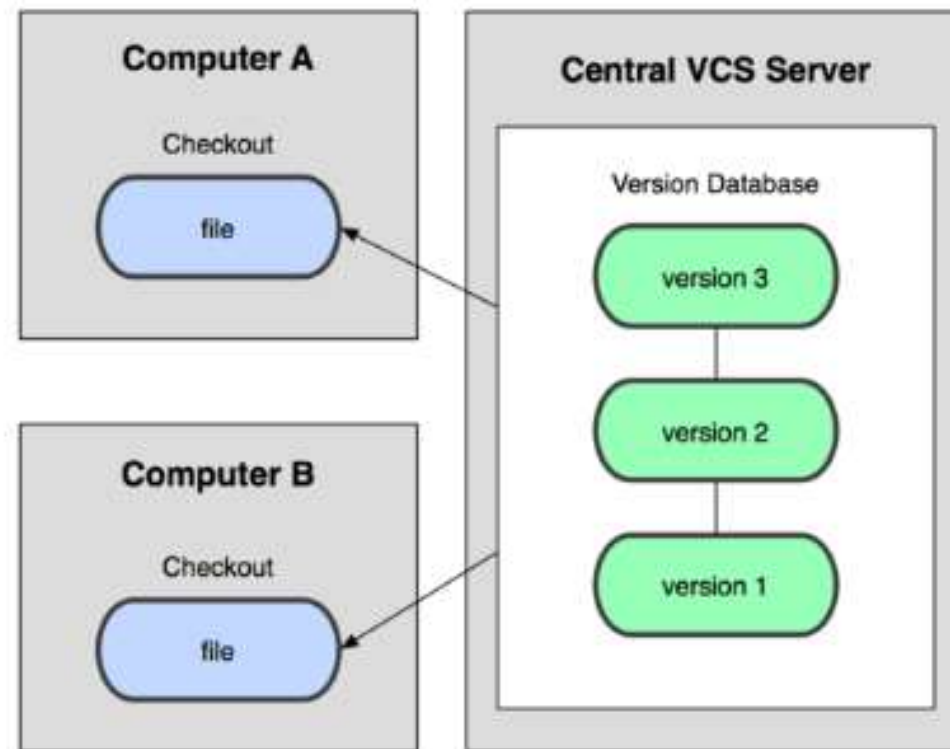 Computer A
Checkout
file
Computer B
Checkout
file
Central VCS Server
Version Database
version 3
version 2
version 1